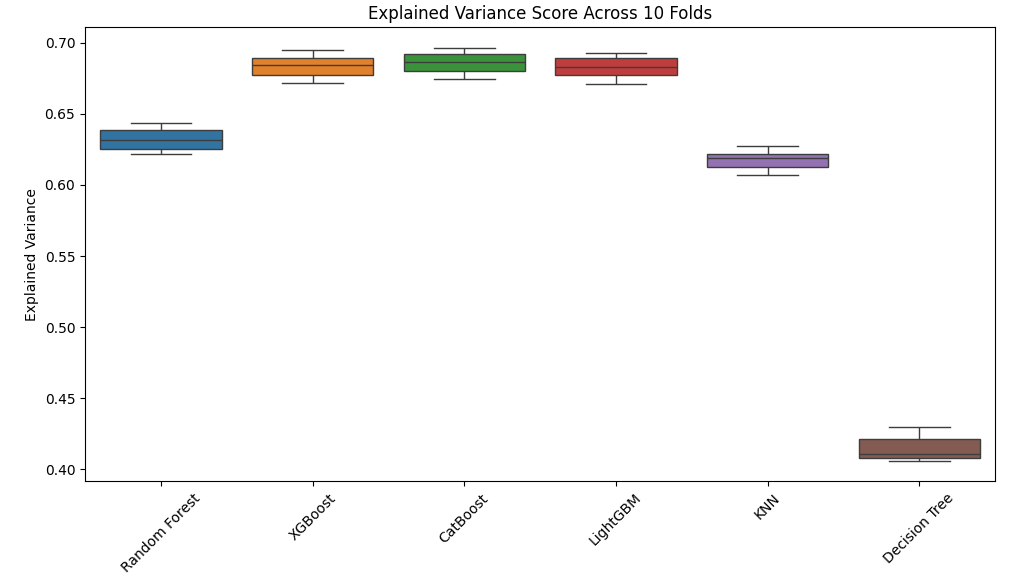 Explained Variance Score Across 10 Folds
Explained Variance
0.70
0.65
0.60
0.55
0.50
0.45
0.40
Random Forest
XGBoost
CatBoost
LightGBM
KNN
Decision Tree